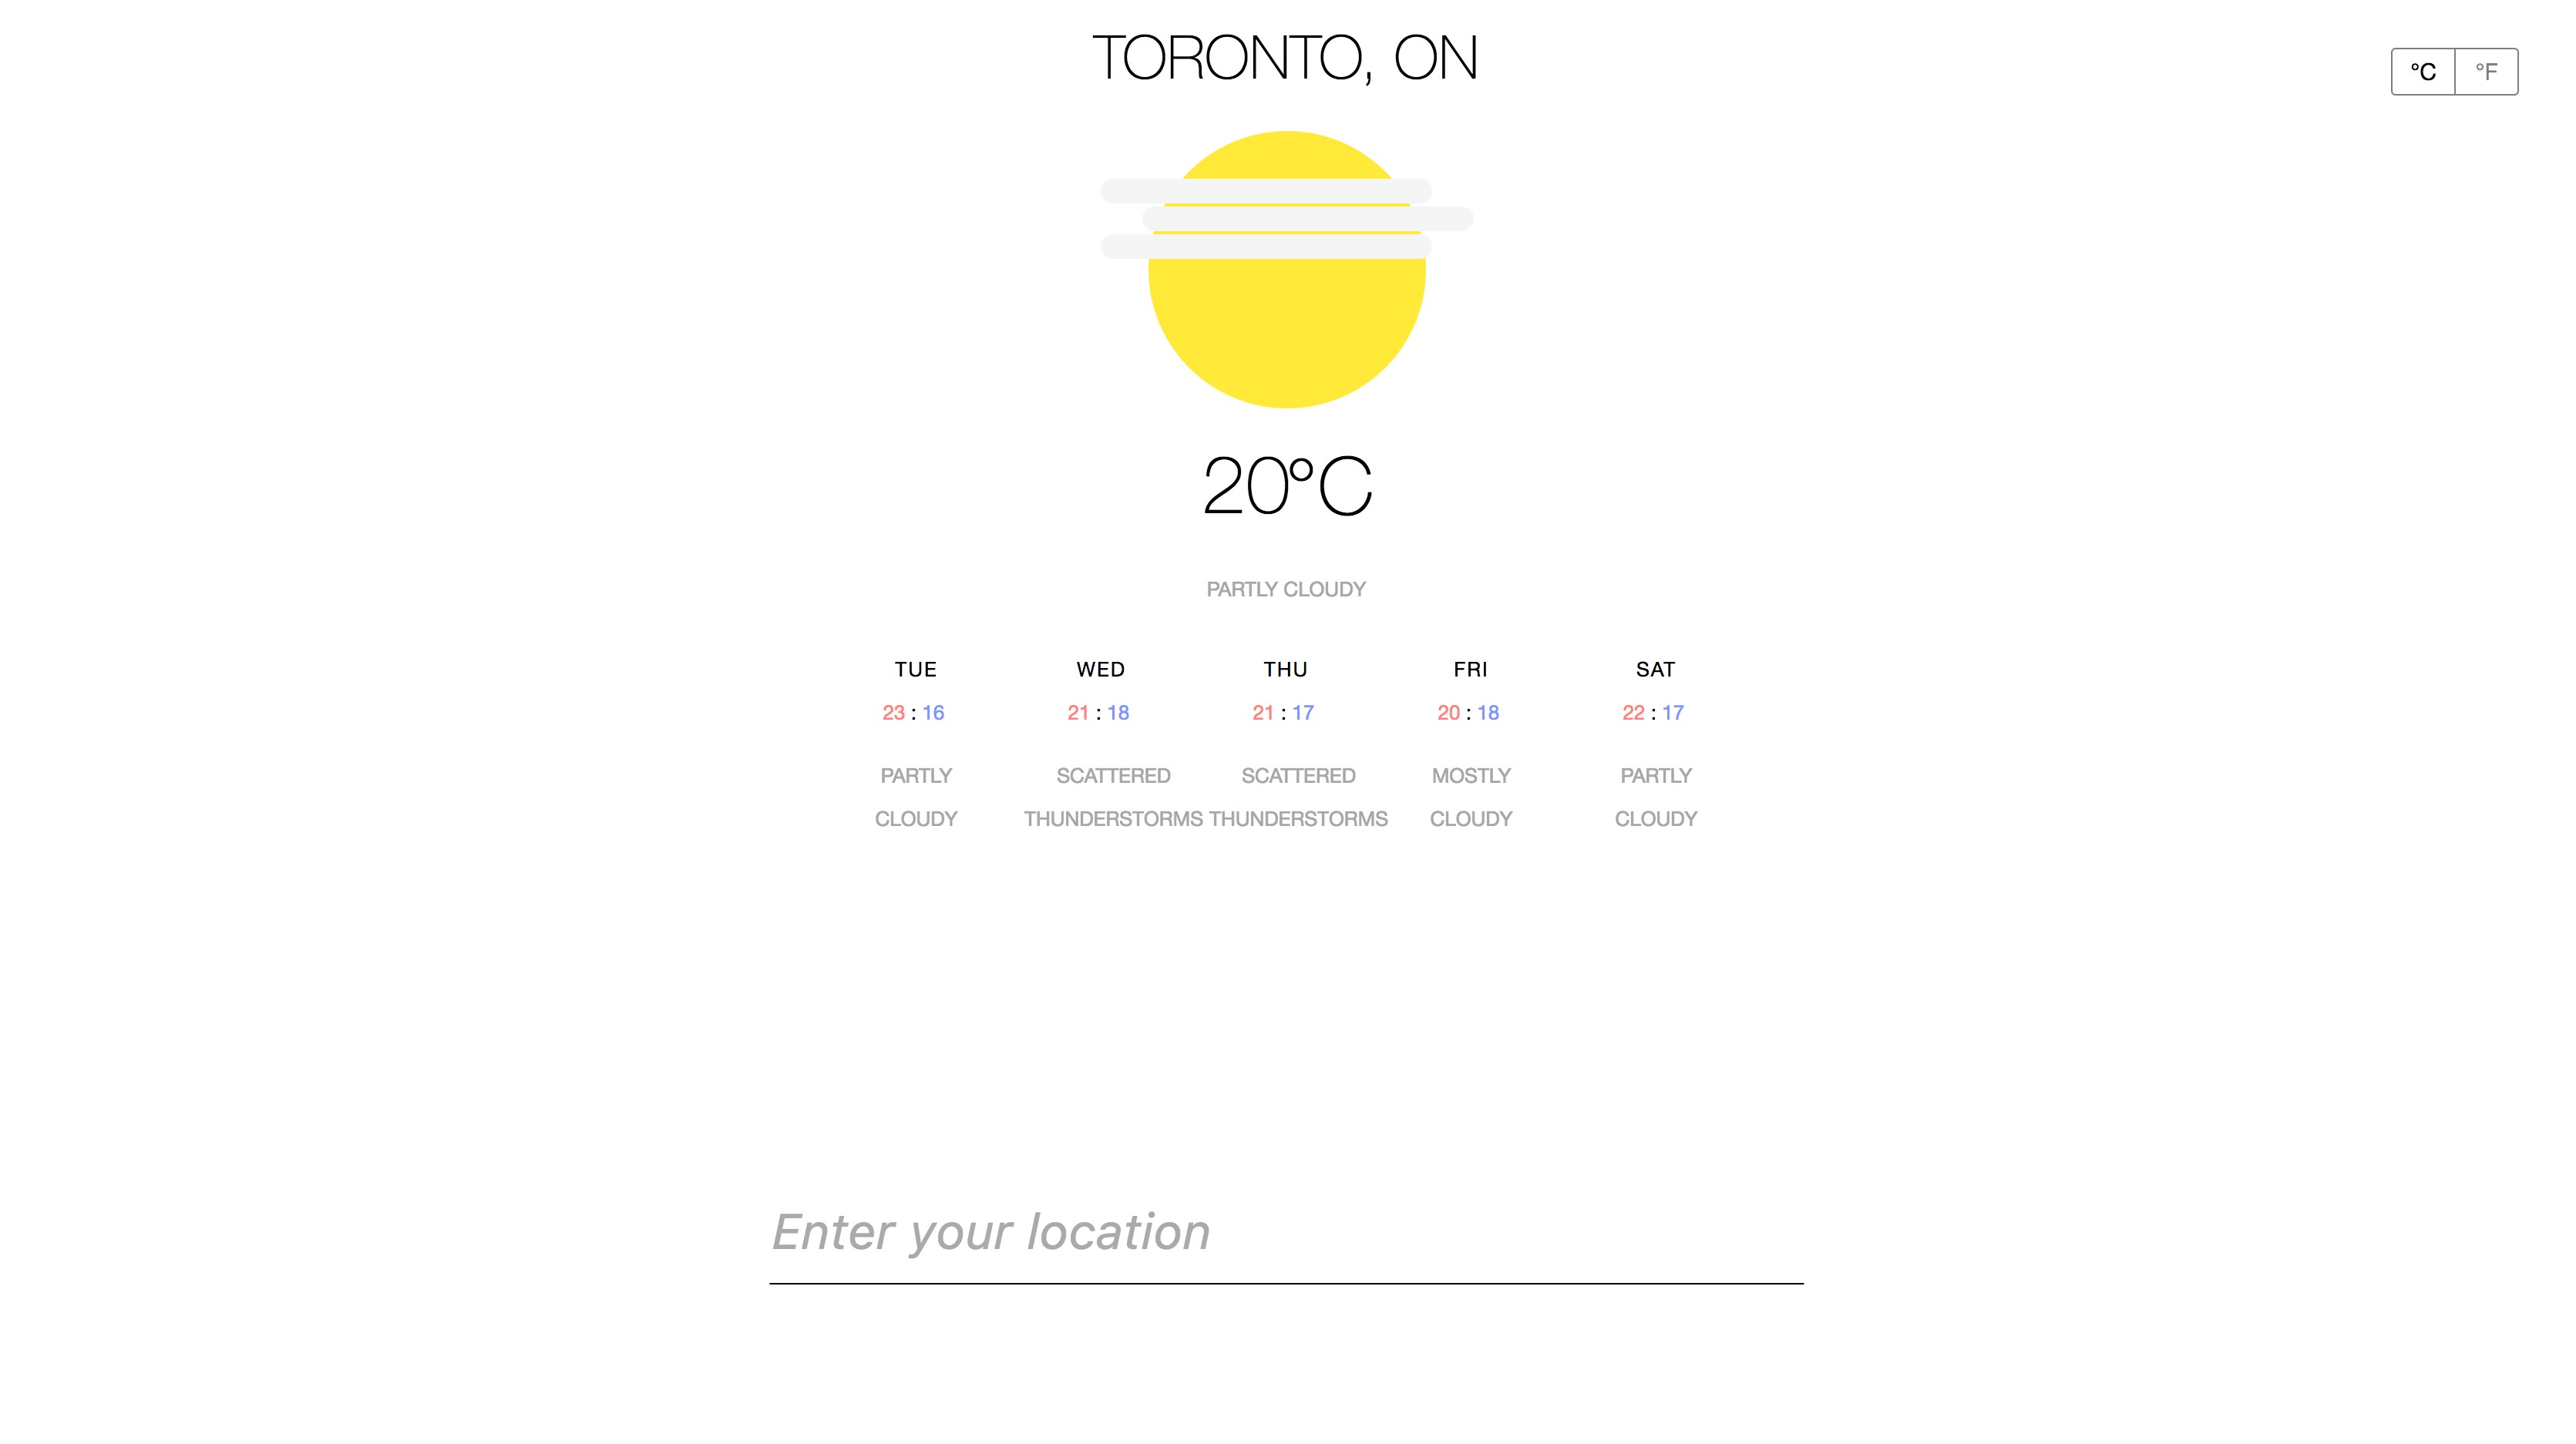 TORONTO, ON
°C °F
20°C
PARTLY CLOUDY
TUE WED THU FRI SAT
23 : 16 21 : 18 21 : 17 20 : 18 22 : 17
PARTLY SCATTERED SCATTERED MOSTLY PARTLY
CLOUDY THUNDERSTORMS THUNDERSTORMS CLOUDY CLOUDY
Enter your location